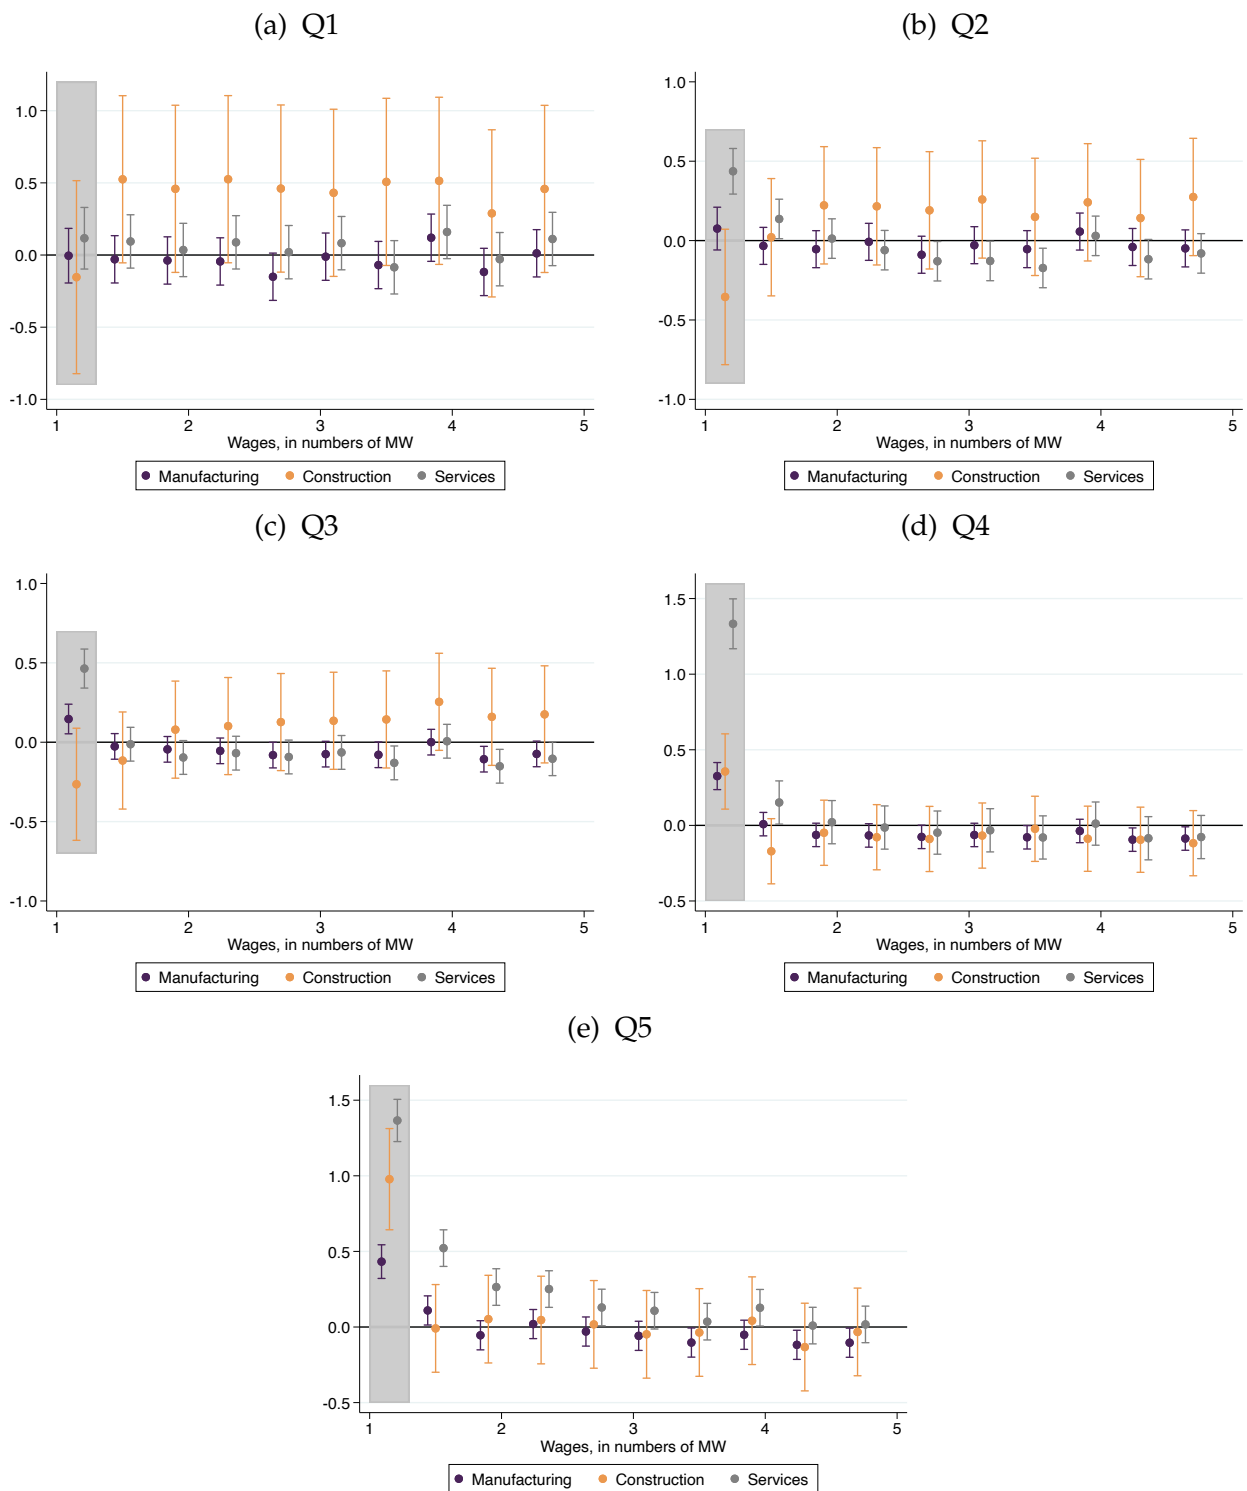 (a) Q1
1.0
0.5
0.0
-0.5
-1.0
1 2 3 4 5
Wages, in numbers of MW
Manufacturing Construction Services
(b) Q2
1.0
0.5
0.0
-0.5
-1.0
1 2 3 4 5
Wages, in numbers of MW
Manufacturing Construction Services
(c) Q3
1.0
0.5
0.0
-0.5
-1.0
1 2 3 4 5
Wages, in numbers of MW
Manufacturing Construction Services
(d) Q4
1.5
1.0
0.5
0.0
-0.5
1 2 3 4 5
Wages, in numbers of MW
Manufacturing Construction Services
(e) Q5
1.5
1.0
0.5
0.0
-0.5
1 2 3 4 5
Wages, in numbers of MW
Manufacturing Construction Services